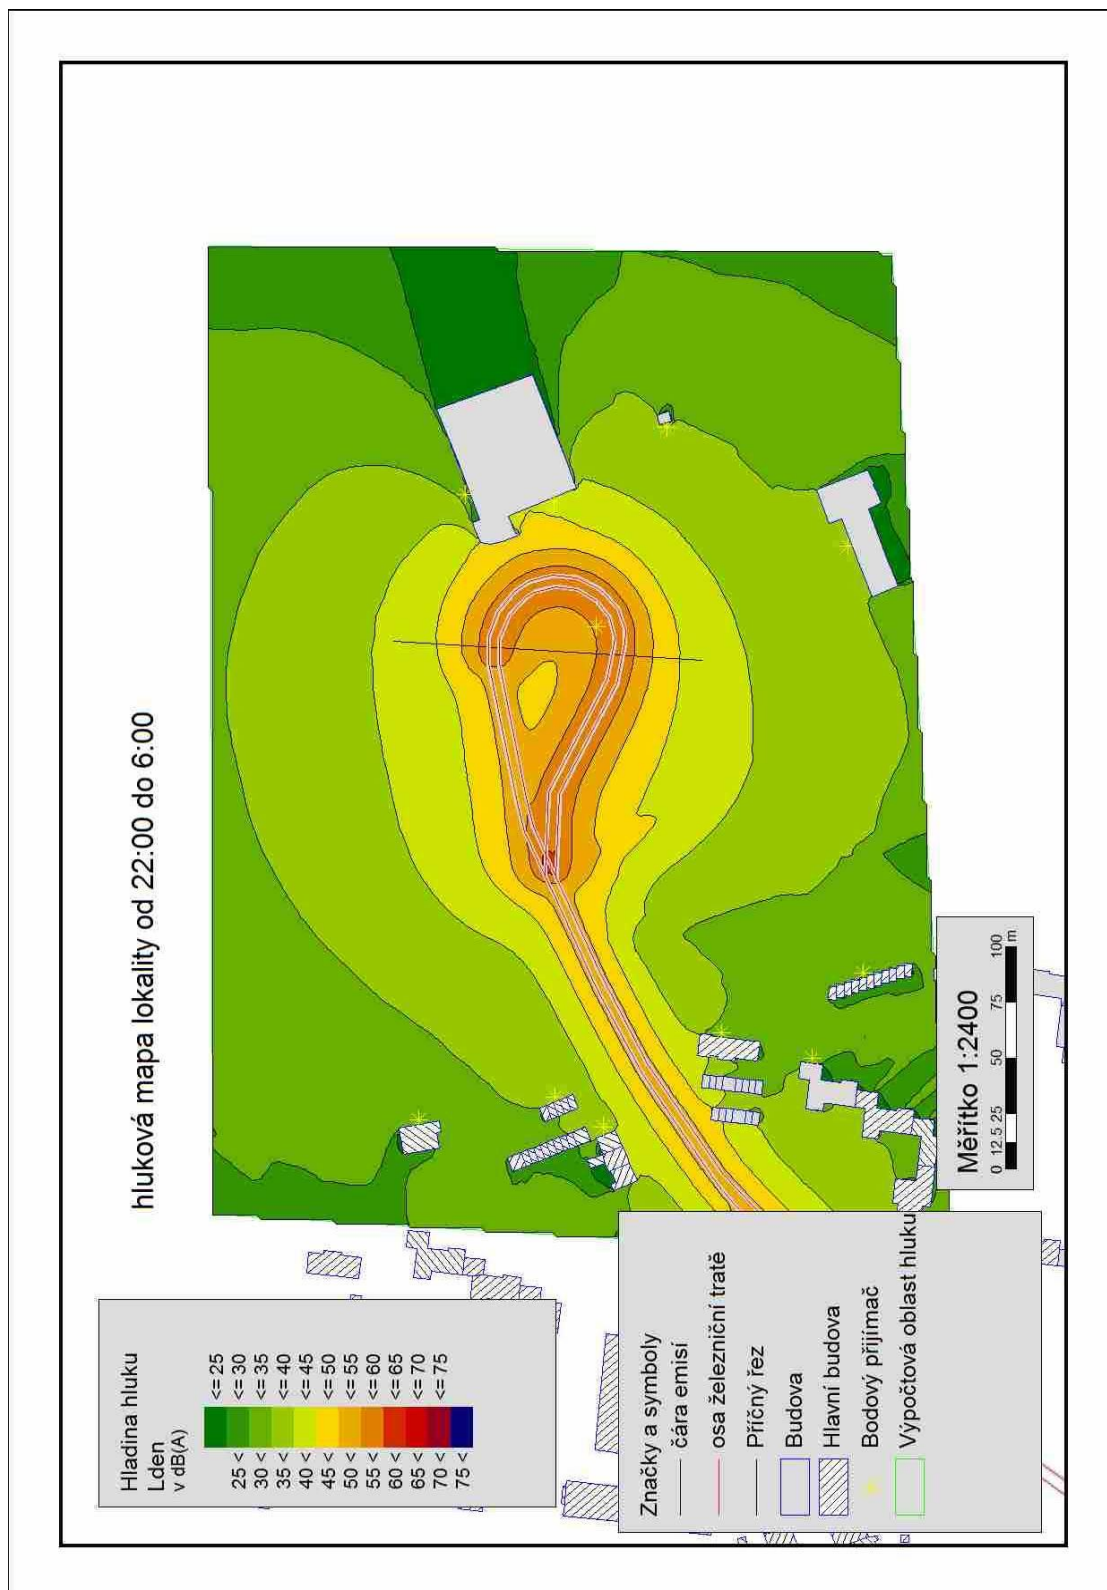 hluková mapa lokality od 22:00 do 6:00
Hladina hluku
Lden
v dB(A)
<= 25
25 < <= 30
30 < <= 35
35 < <= 40
40 < <= 45
45 < <= 50
50 < <= 55
55 < <= 60
60 < <= 65
65 < <= 70
70 < <= 75
75 <
Značky a symboly
čára emisí
osa železniční tratě
Příčný řez
Budova
Hlavní budova
Bodový přijímač
Výpočtová oblast hluku
Měřítko 1:2400
0 12.5 25 50 75 100
m